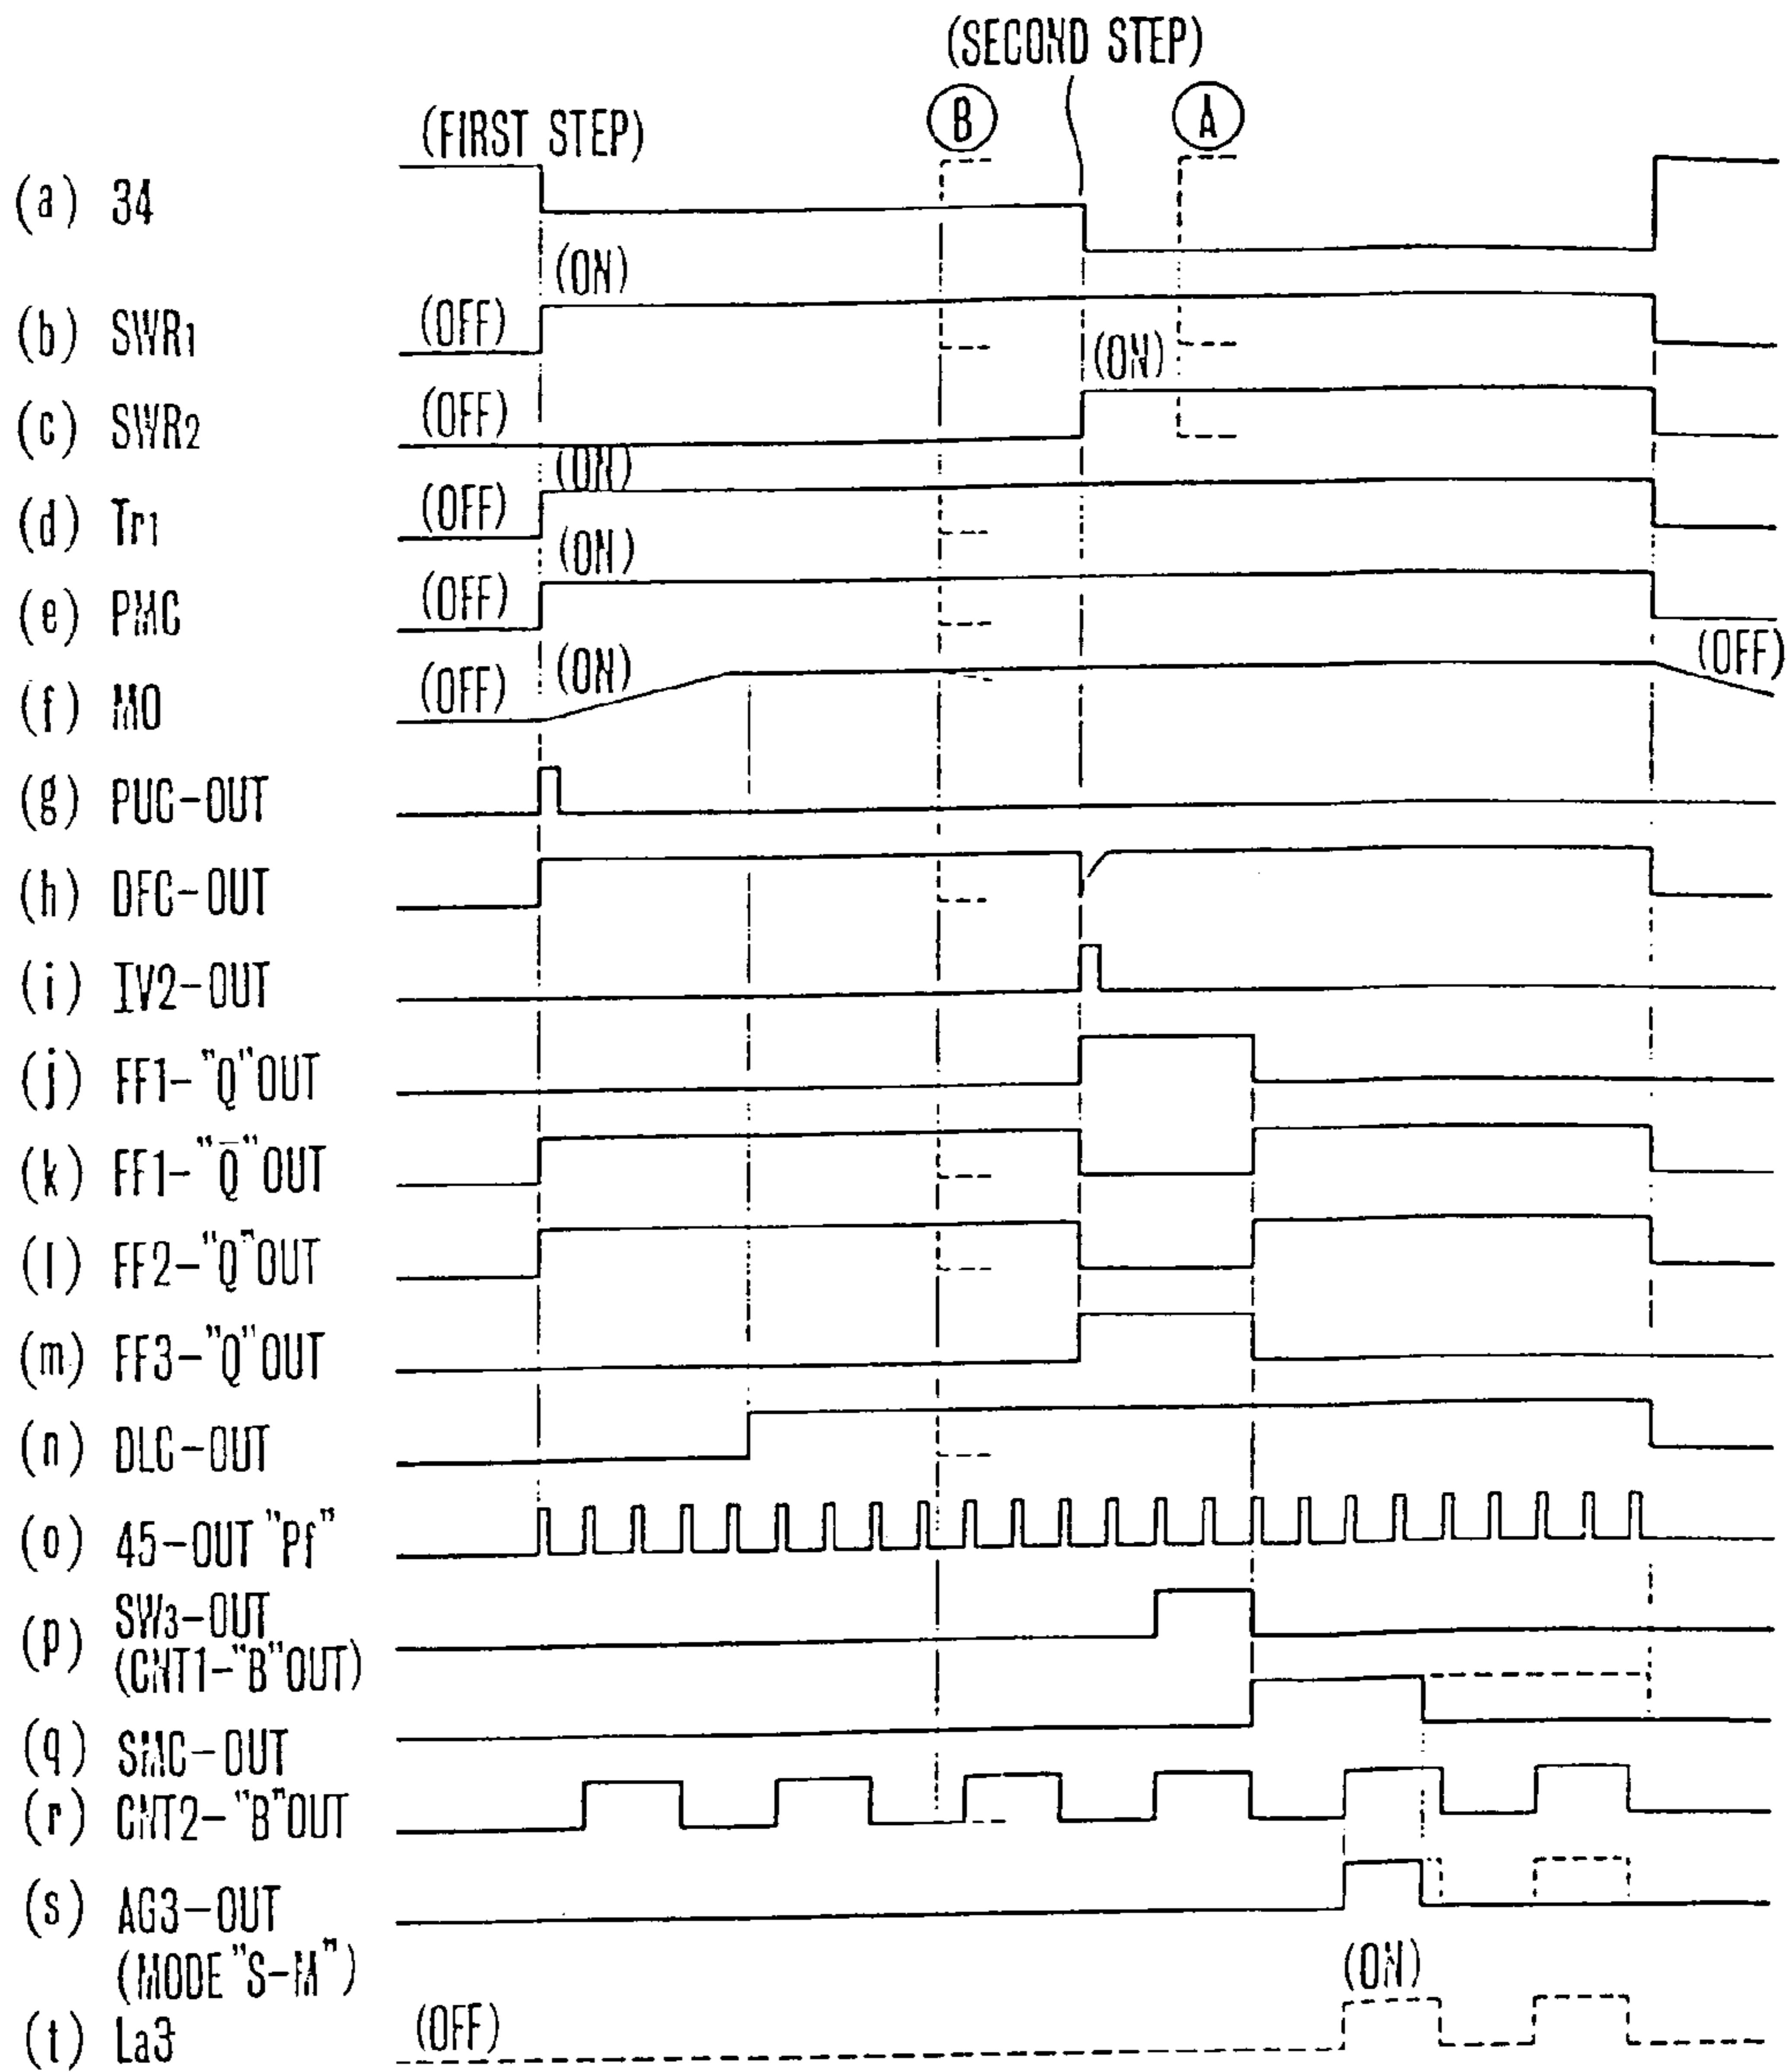 (SECOND STEP)
(FIRST STEP) B A
(a) 34
(ON)
(b) SWR1 (OFF)
(ON)
(c) SWR2 (OFF)
(ON)
(d) Tr1 (OFF)
(ON)
(e) PMC (OFF)
(ON) (OFF)
(f) MO (OFF)
(g) PUC-OUT
(h) DFC-OUT
(i) IV2-OUT
(j) FF1-"Q"OUT
(k) FF1-"Q̅"OUT
(l) FF2-"Q"OUT
(m) FF3-"Q"OUT
(n) DLC-OUT
(o) 45-OUT "Pf"
(p) SW3-OUT
(CNT1-"B"OUT)
(q) SMC-OUT
(r) CNT2-"B"OUT
(s) AG3-OUT
(MODE "S-M")
(ON)
(t) La3 (OFF)